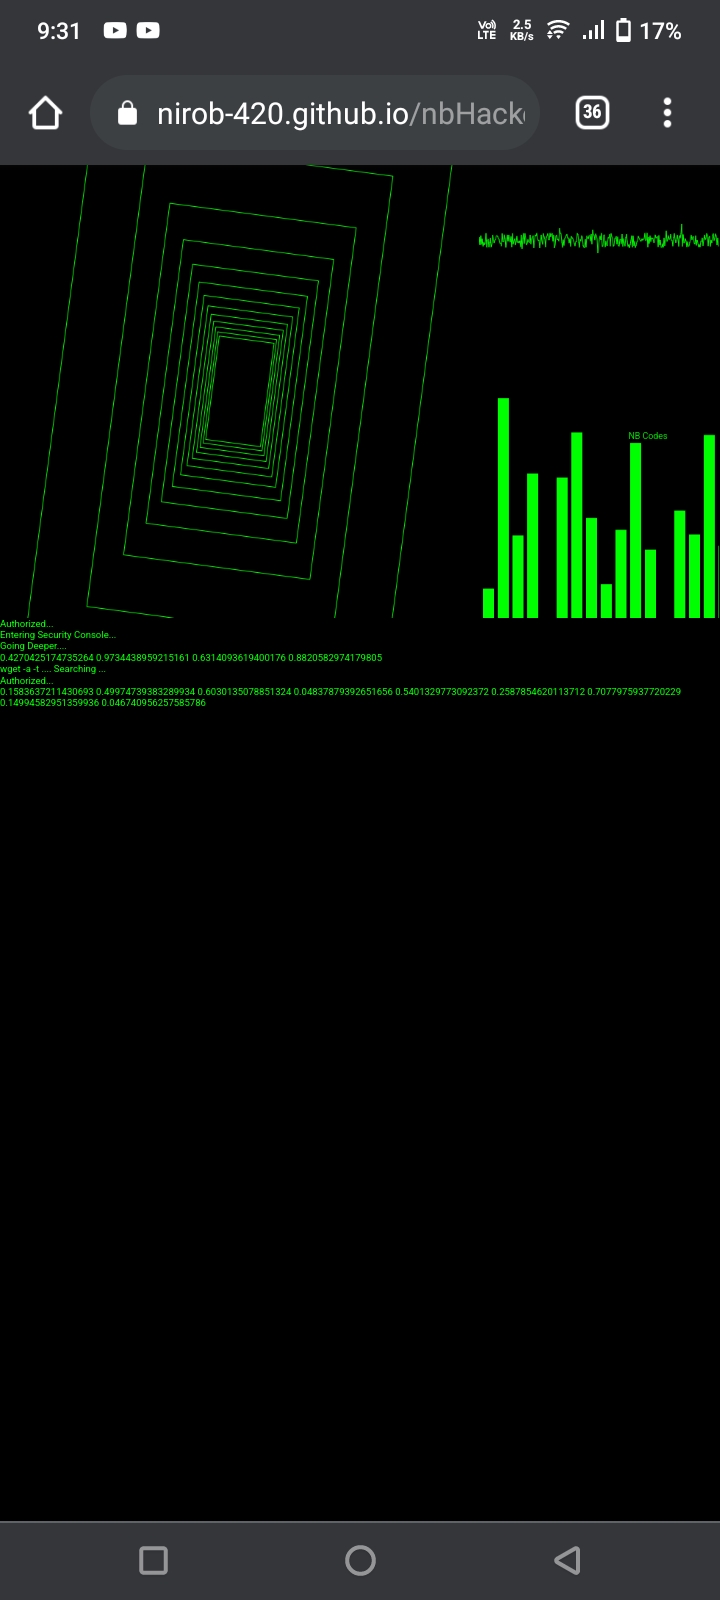 9:31
Vo) LTE 2.5 KB/s 17%
nirob-420.github.io/nbHack
36
NB Codes
Authorized...
Entering Security Console...
Going Deeper....
0.4270425174735264 0.9734438959215161 0.6314093619400176 0.8820582974179805
wget -a -t .... Searching ...
Authorized...
0.1583637211430693 0.49974739383289934 0.6030135078851324 0.04837879392651656 0.5401329773092372 0.2587854620113712 0.7077975937720229
0.14994582951359936 0.046740956257585786